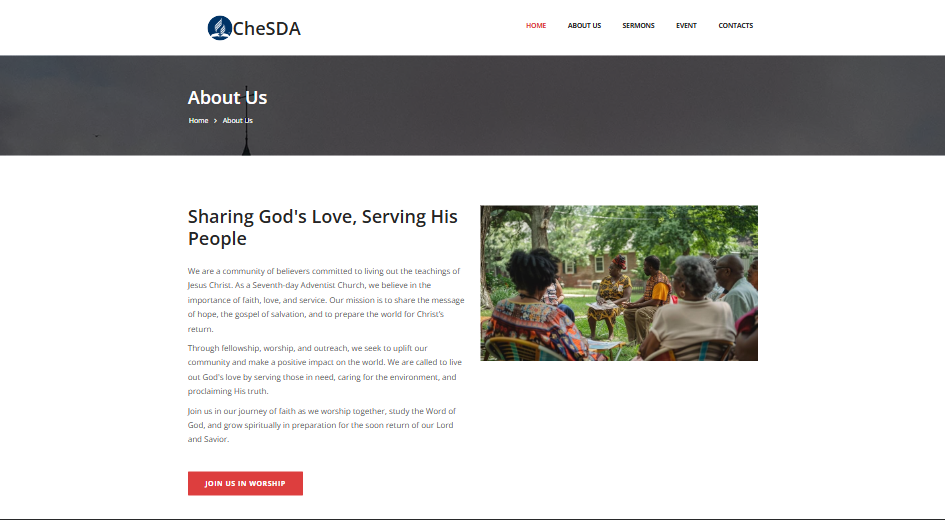 CheSDA
HOME ABOUT US SERMONS EVENT CONTACTS
About Us
Home > About Us
Sharing God's Love, Serving His
People
We are a community of believers committed to living out the teachings of
Jesus Christ. As a Seventh-day Adventist Church, we believe in the
importance of faith, love, and service. Our mission is to share the message
of hope, the gospel of salvation, and to prepare the world for Christ's
return.
Through fellowship, worship, and outreach, we seek to uplift our
community and make a positive impact on the world. We are called to live
out God's love by serving those in need, caring for the environment, and
proclaiming His truth.
Join us in our journey of faith as we worship together, study the Word of
God, and grow spiritually in preparation for the soon return of our Lord
and Savior.
JOIN US IN WORSHIP